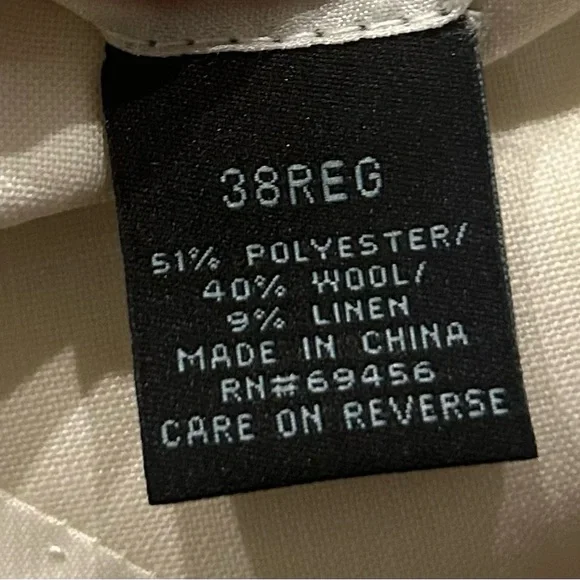 38REG
51% POLYESTER/
40% WOOL/
9% LINEN
MADE IN CHINA
RN#69456
CARE ON REVERSE